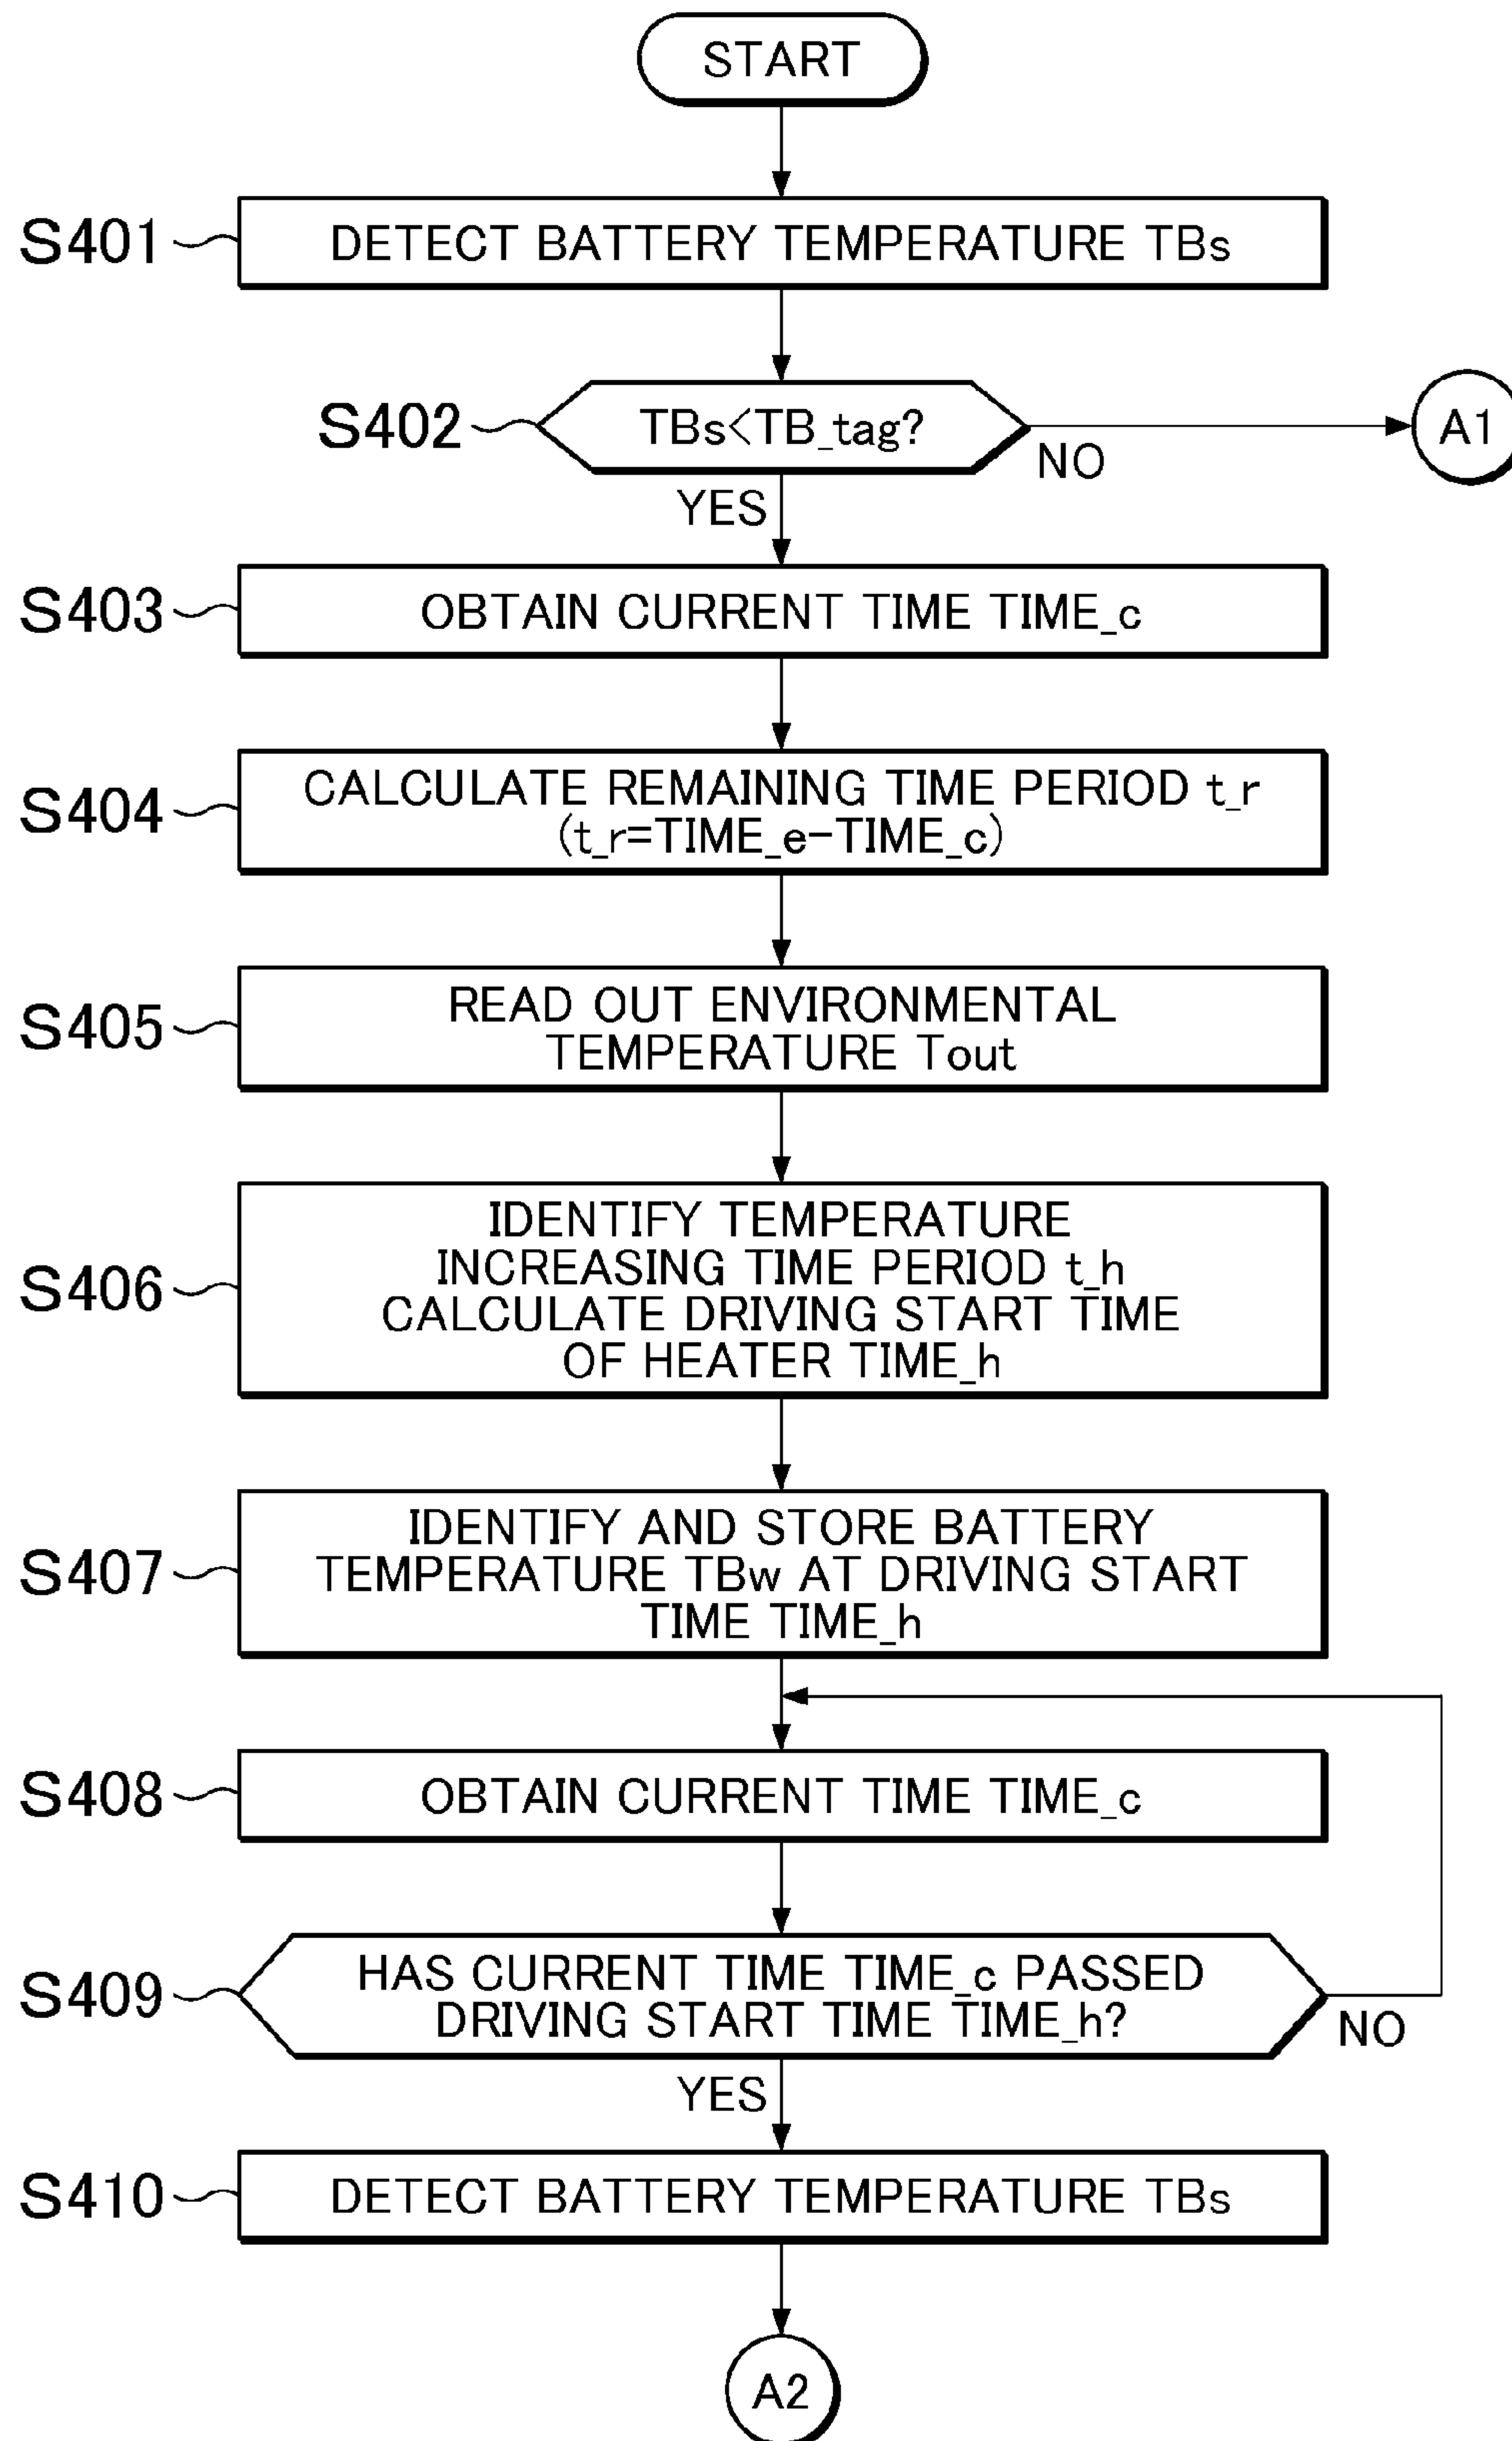 START
S401
DETECT BATTERY TEMPERATURE TBs
S402
TBs<TB_tag?
NO
A1
YES
S403
OBTAIN CURRENT TIME TIME_c
S404
CALCULATE REMAINING TIME PERIOD t_r
(t_r=TIME_e-TIME_c)
S405
READ OUT ENVIRONMENTAL
TEMPERATURE Tout
S406
IDENTIFY TEMPERATURE
INCREASING TIME PERIOD t_h
CALCULATE DRIVING START TIME
OF HEATER TIME_h
S407
IDENTIFY AND STORE BATTERY
TEMPERATURE TBw AT DRIVING START
TIME TIME_h
S408
OBTAIN CURRENT TIME TIME_c
S409
HAS CURRENT TIME TIME_c PASSED
DRIVING START TIME TIME_h?
NO
YES
S410
DETECT BATTERY TEMPERATURE TBs
A2